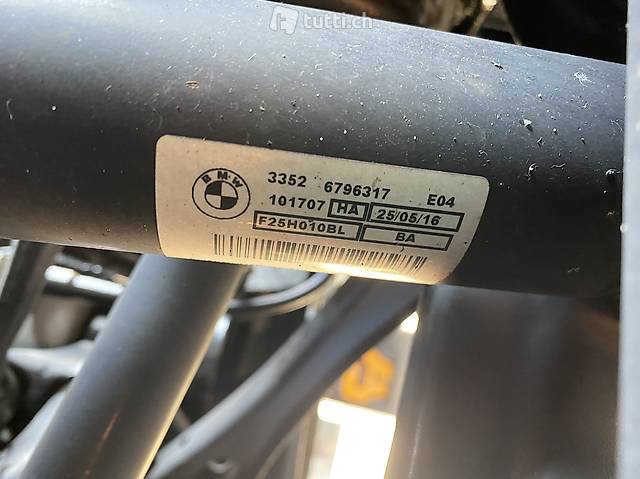 tutti.ch
BMW
3352 6796317 E04
101707 HA 25/05/16
F25H010BL BA